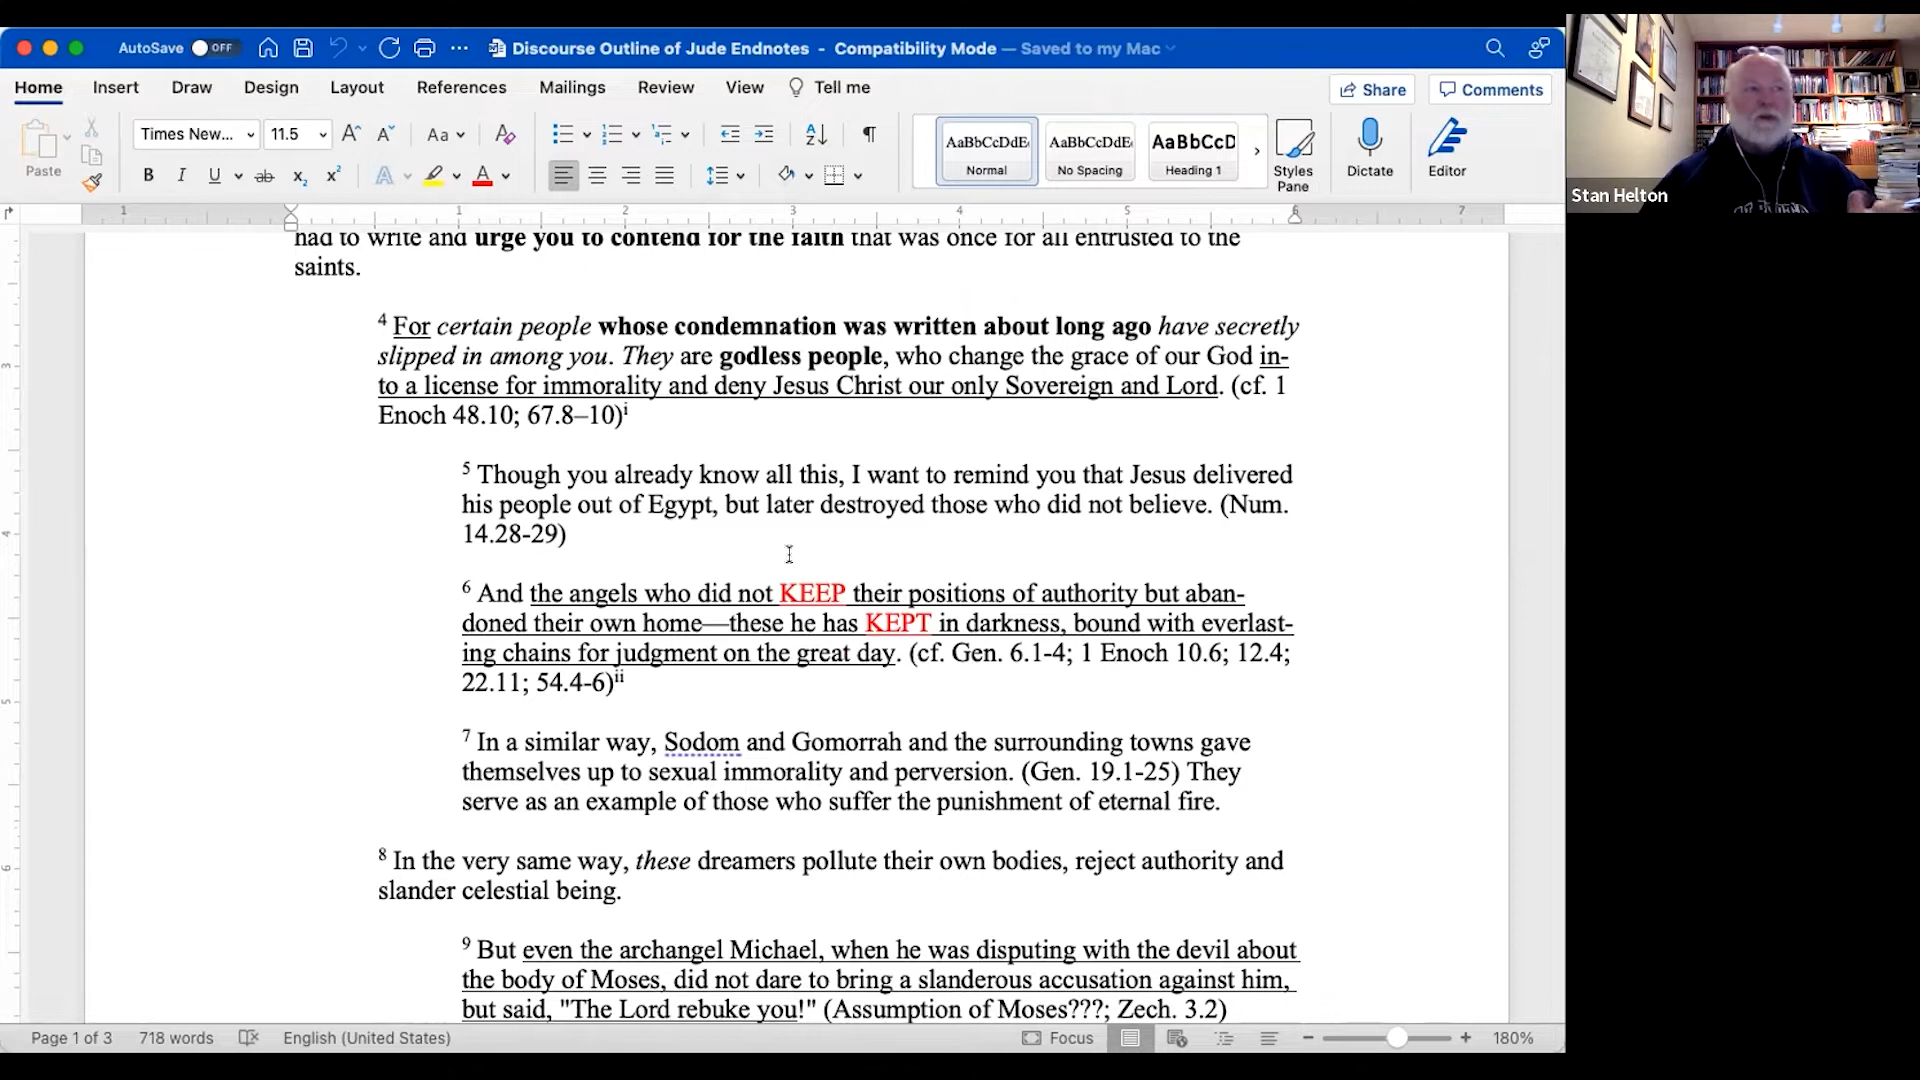 AutoSave OFF Discourse Outline of Jude Endnotes - Compatibility Mode — Saved to my Mac
Home Insert Draw Design Layout References Mailings Review View Tell me Share Comments
Paste Times New... 11.5 Aa AaBbCcDdE AaBbCcDdE AaBbCcD
Normal No Spacing Heading 1 Styles Pane Dictate Editor
Stan Helton
1 1 2 3 4 5 6 7
had to write and urge you to contend for the faith that was once for all entrusted to the
saints.
4 For certain people whose condemnation was written about long ago have secretly
slipped in among you. They are godless people, who change the grace of our God in-
to a license for immorality and deny Jesus Christ our only Sovereign and Lord. (cf. 1
Enoch 48.10; 67.8–10)i
5 Though you already know all this, I want to remind you that Jesus delivered
his people out of Egypt, but later destroyed those who did not believe. (Num.
14.28-29)
6 And the angels who did not KEEP their positions of authority but aban-
doned their own home—these he has KEPT in darkness, bound with everlast-
ing chains for judgment on the great day. (cf. Gen. 6.1-4; 1 Enoch 10.6; 12.4;
22.11; 54.4-6)ii
7 In a similar way, Sodom and Gomorrah and the surrounding towns gave
themselves up to sexual immorality and perversion. (Gen. 19.1-25) They
serve as an example of those who suffer the punishment of eternal fire.
8 In the very same way, these dreamers pollute their own bodies, reject authority and
slander celestial being.
9 But even the archangel Michael, when he was disputing with the devil about
the body of Moses, did not dare to bring a slanderous accusation against him,
but said, "The Lord rebuke you!" (Assumption of Moses???; Zech. 3.2)
Page 1 of 3 718 words English (United States) Focus 180%